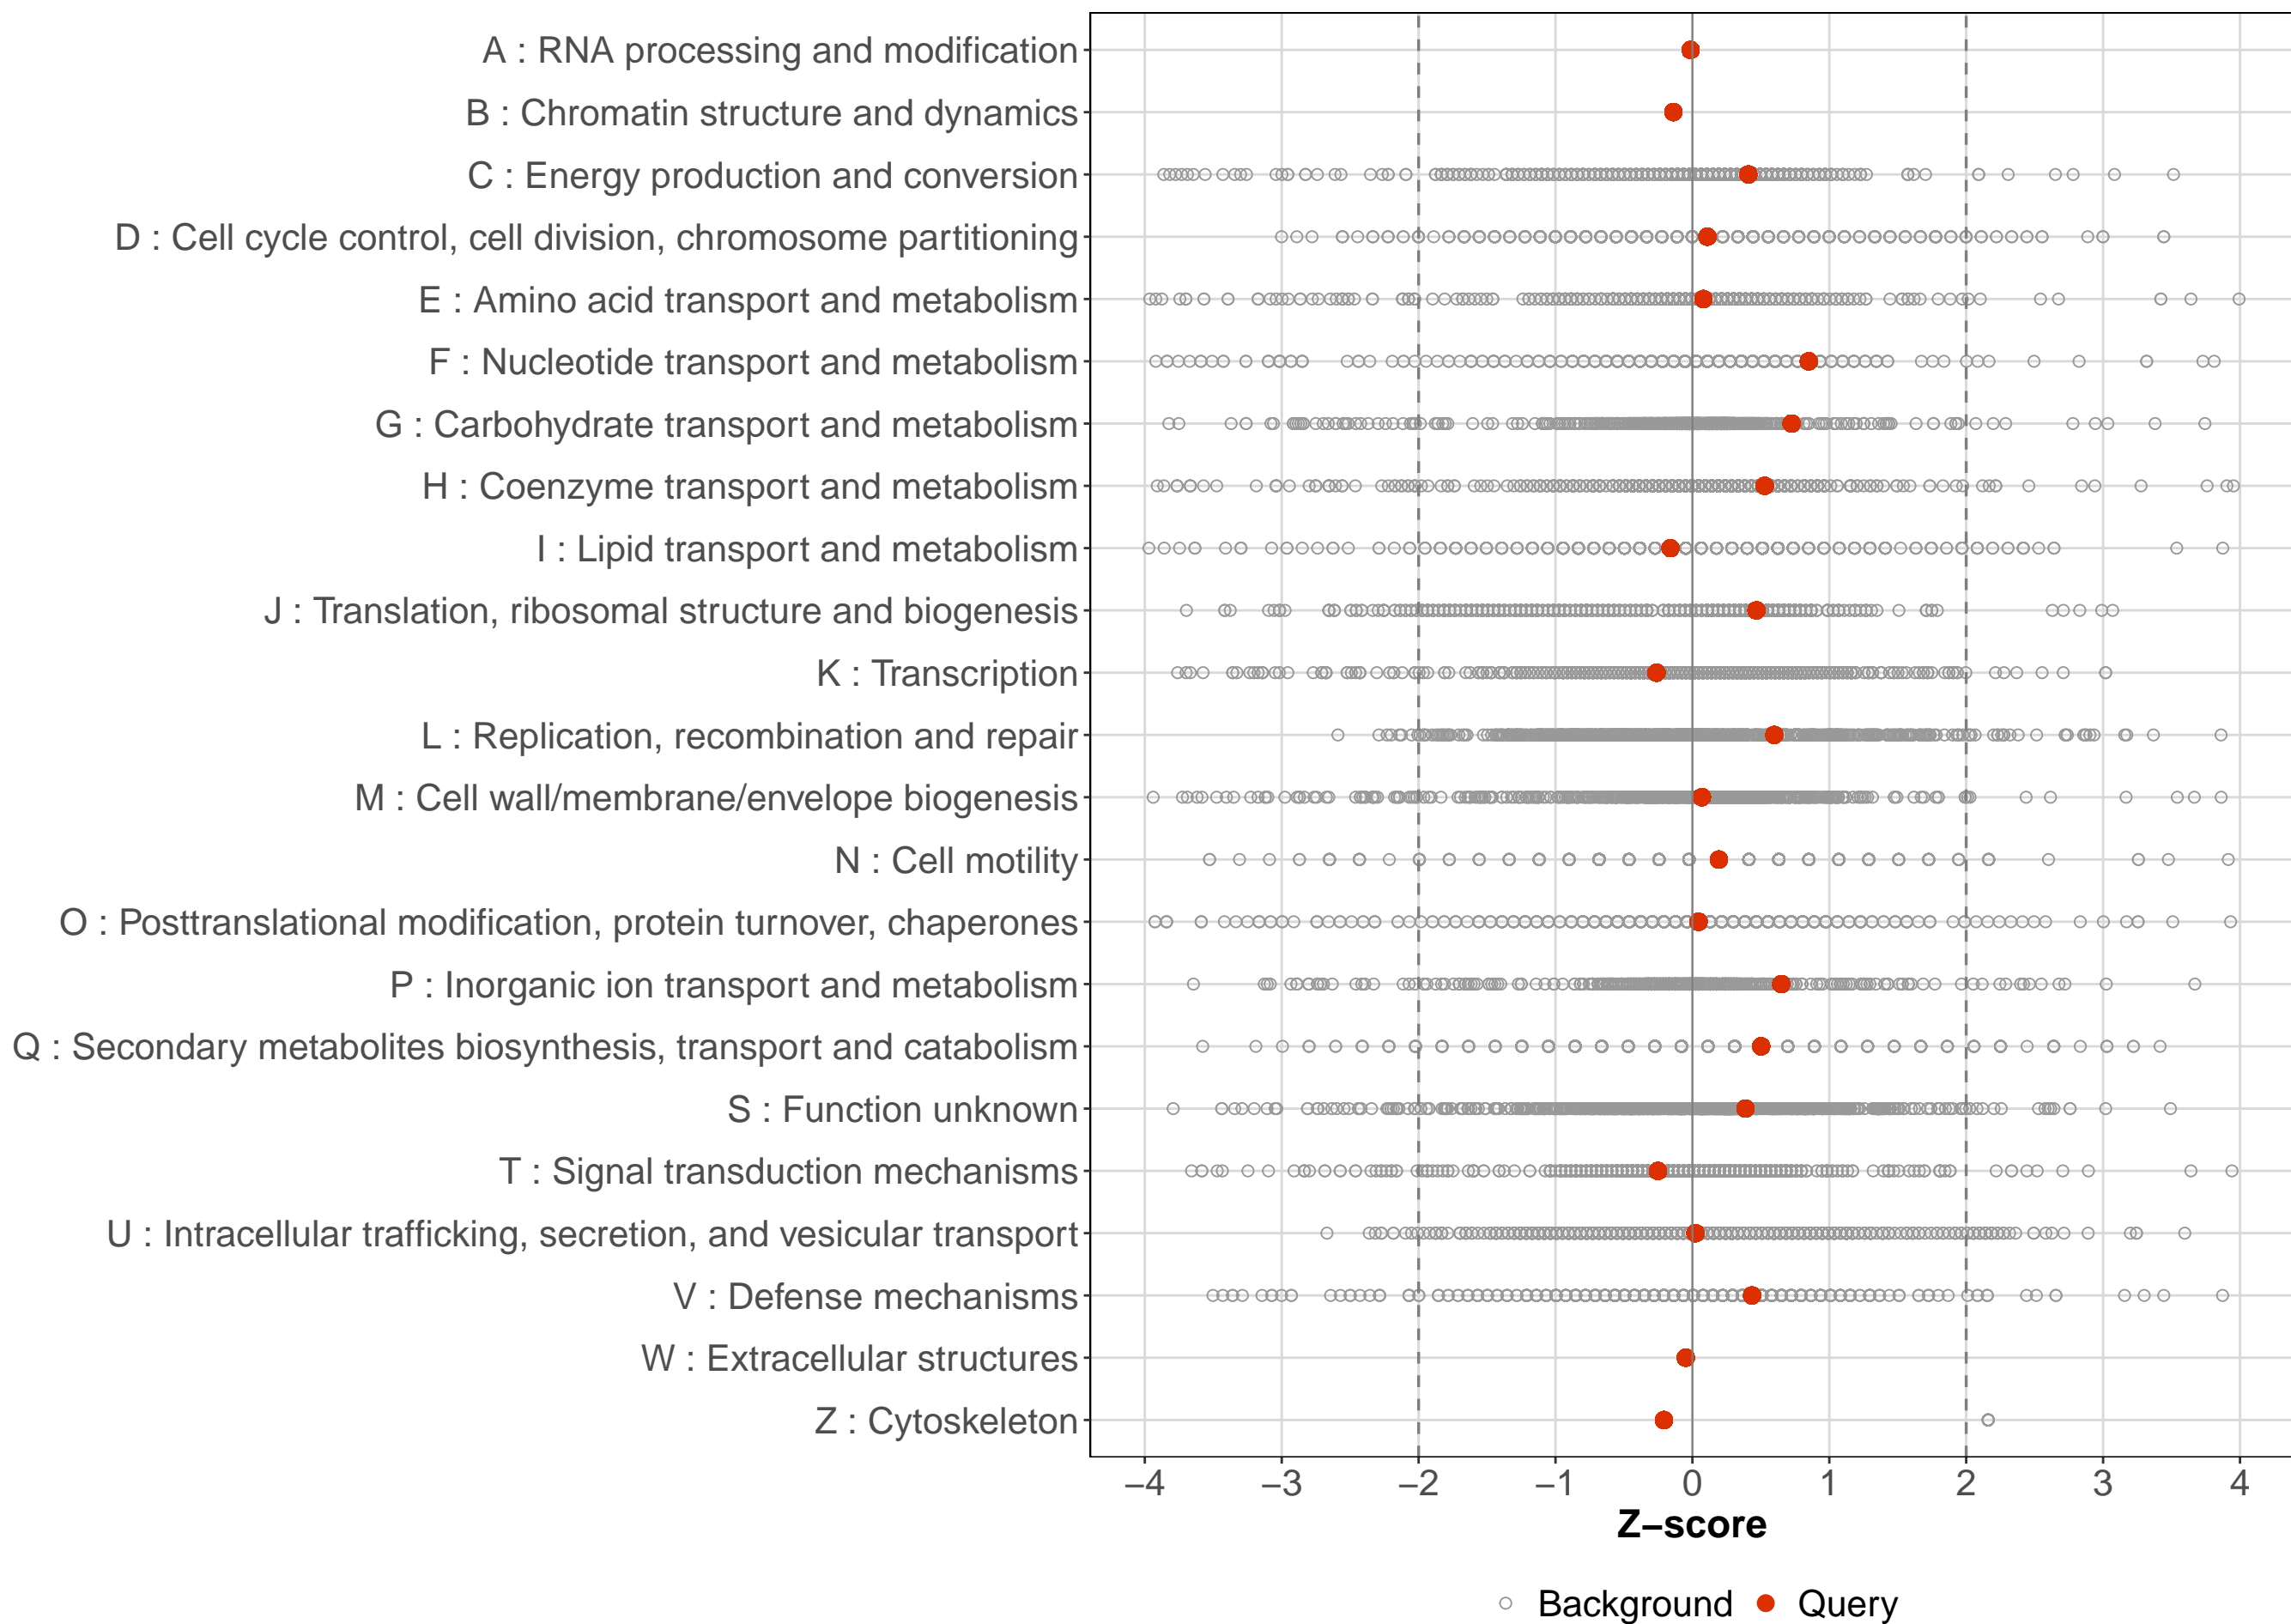 A : RNA processing and modification
B : Chromatin structure and dynamics
C : Energy production and conversion
D : Cell cycle control, cell division, chromosome partitioning
E : Amino acid transport and metabolism
F : Nucleotide transport and metabolism
G : Carbohydrate transport and metabolism
H : Coenzyme transport and metabolism
I : Lipid transport and metabolism
J : Translation, ribosomal structure and biogenesis
K : Transcription
L : Replication, recombination and repair
M : Cell wall/membrane/envelope biogenesis
N : Cell motility
O : Posttranslational modification, protein turnover, chaperones
P : Inorganic ion transport and metabolism
Q : Secondary metabolites biosynthesis, transport and catabolism
S : Function unknown
T : Signal transduction mechanisms
U : Intracellular trafficking, secretion, and vesicular transport
V : Defense mechanisms
W : Extracellular structures
Z : Cytoskeleton
−4 −3 −2 −1 0 1 2 3 4
Z−score
Background Query